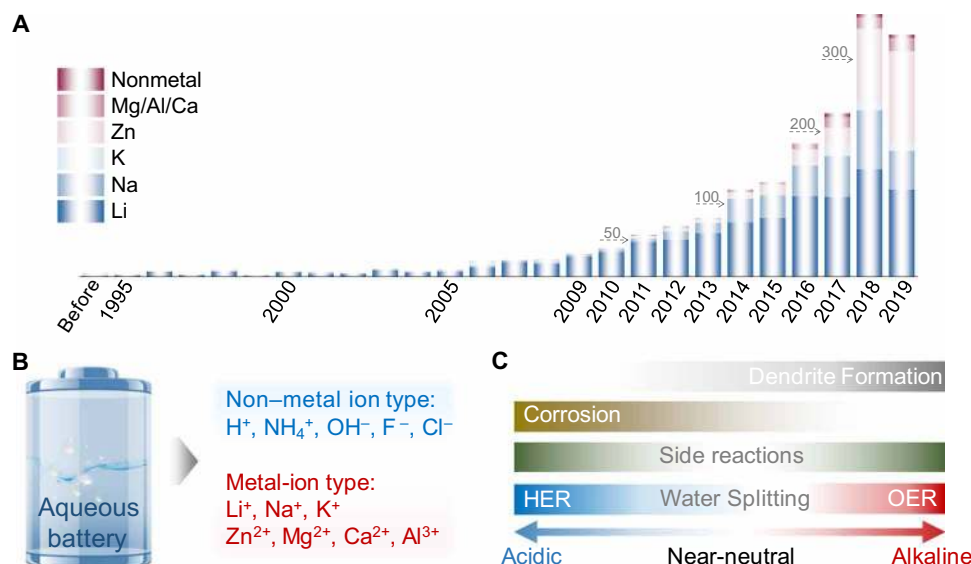 A
Nonmetal
Mg/Al/Ca
Zn
K
Na
Li
50
100
200
300
Before
1995
2000
2005
2009
2010
2011
2012
2013
2014
2015
2016
2017
2018
2019
B
Aqueous
battery
Non–metal ion type:
H⁺, NH₄⁺, OH⁻, F⁻, Cl⁻
Metal-ion type:
Li⁺, Na⁺, K⁺
Zn²⁺, Mg²⁺, Ca²⁺, Al³⁺
C
Dendrite Formation
Corrosion
Side reactions
HER Water Splitting OER
Acidic Near-neutral Alkaline